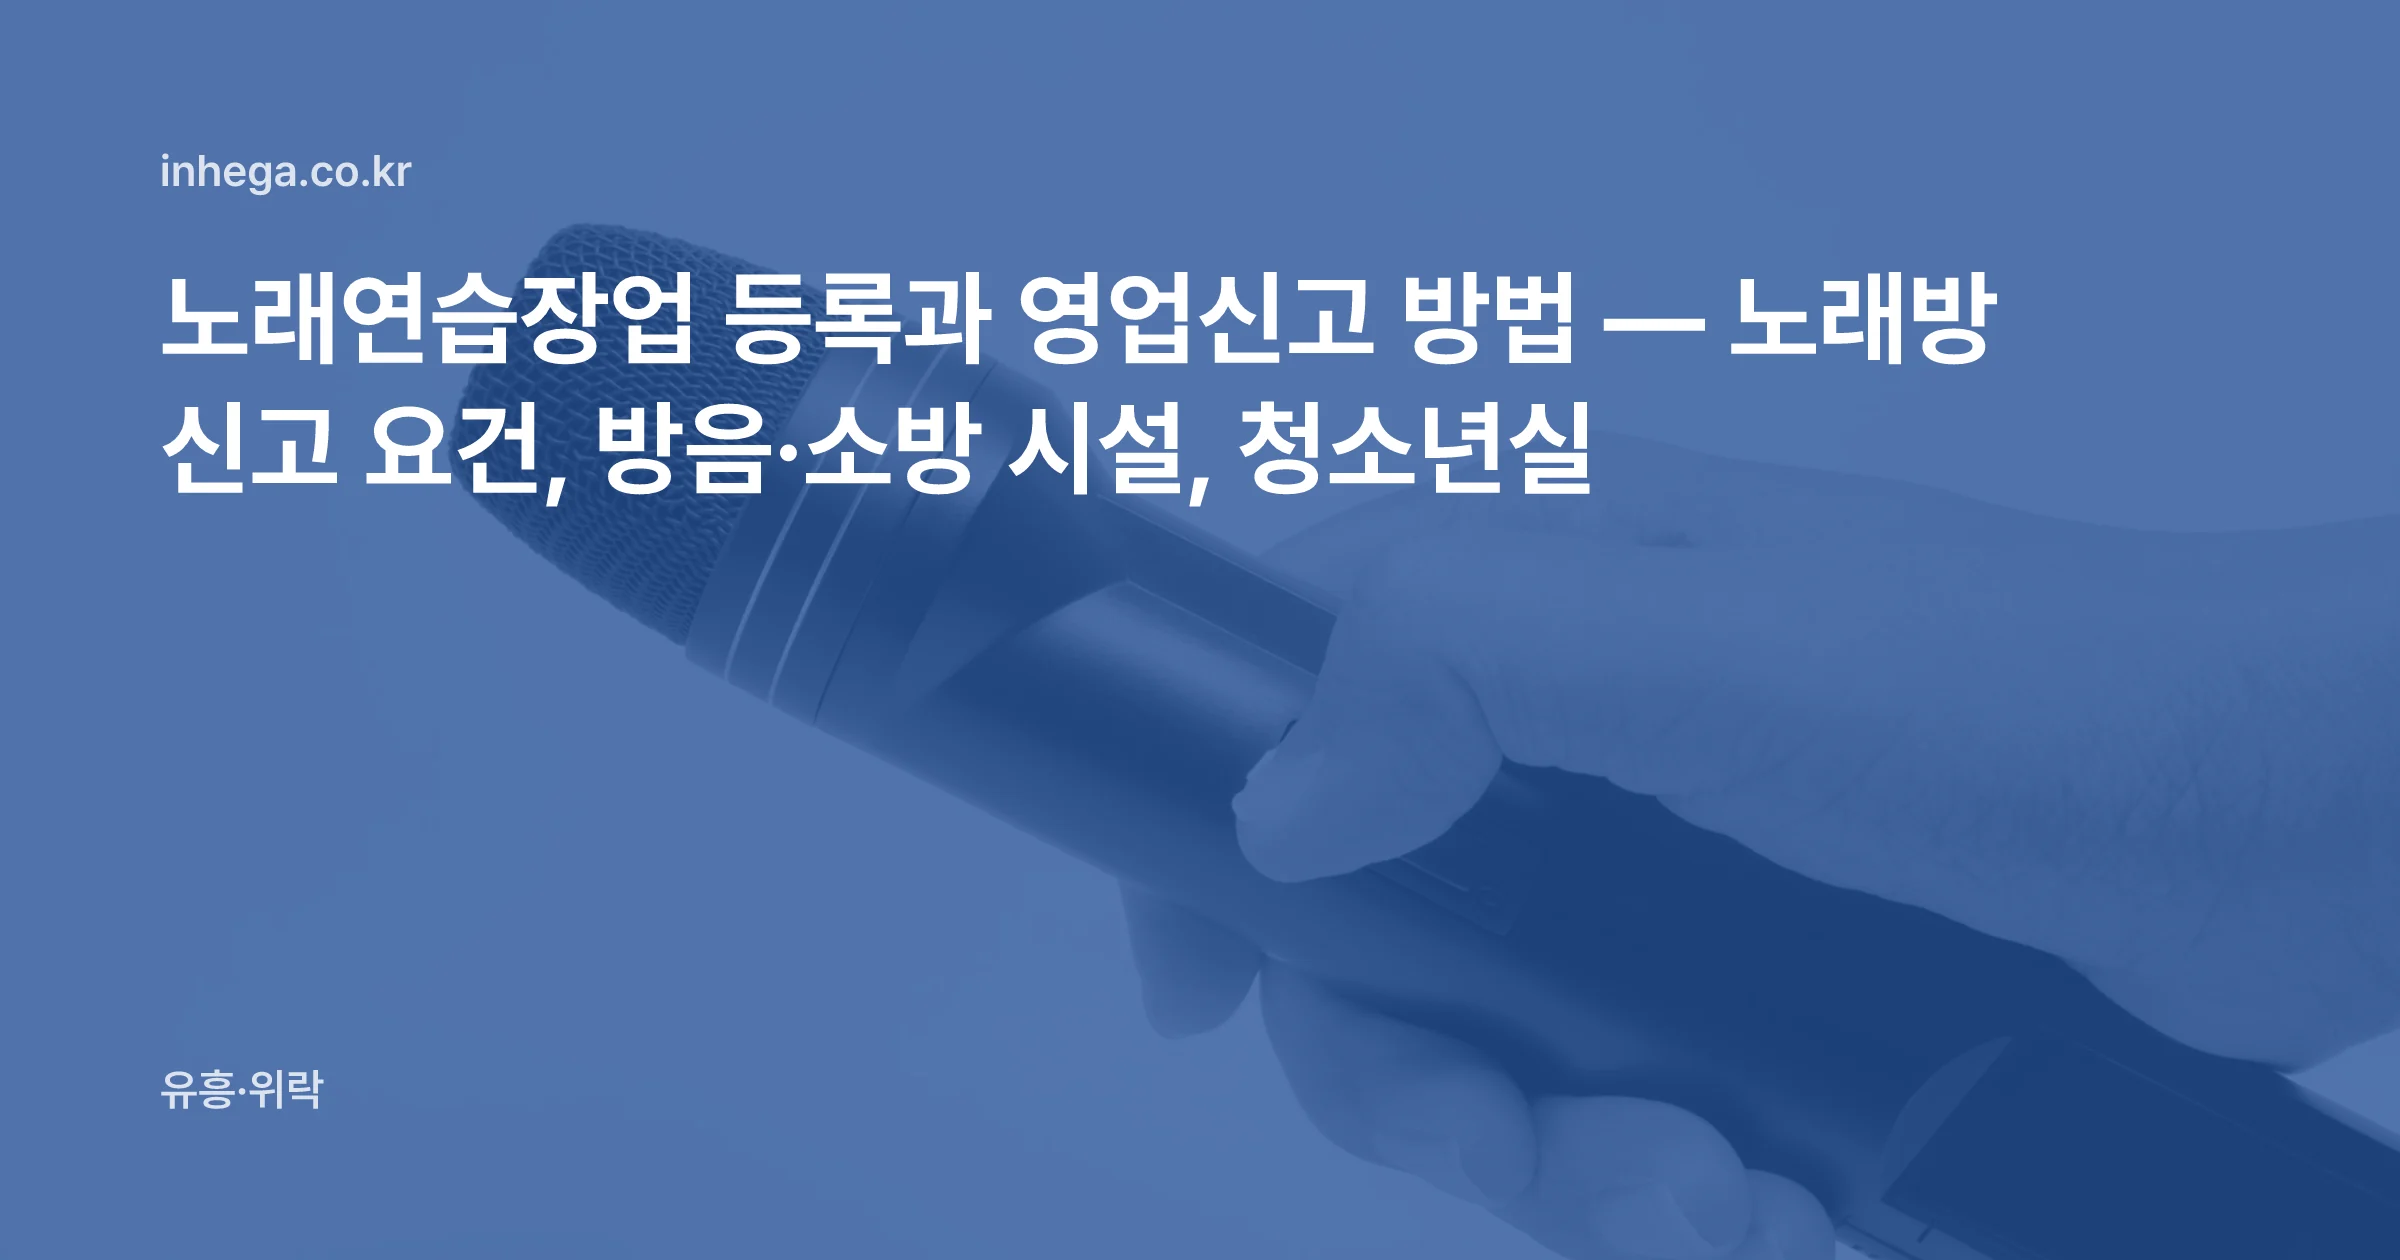 inhega.co.kr
노래연습장업 등록과 영업신고 방법 — 노래방
신고 요건, 방음·소방 시설, 청소년실
유흥·위락